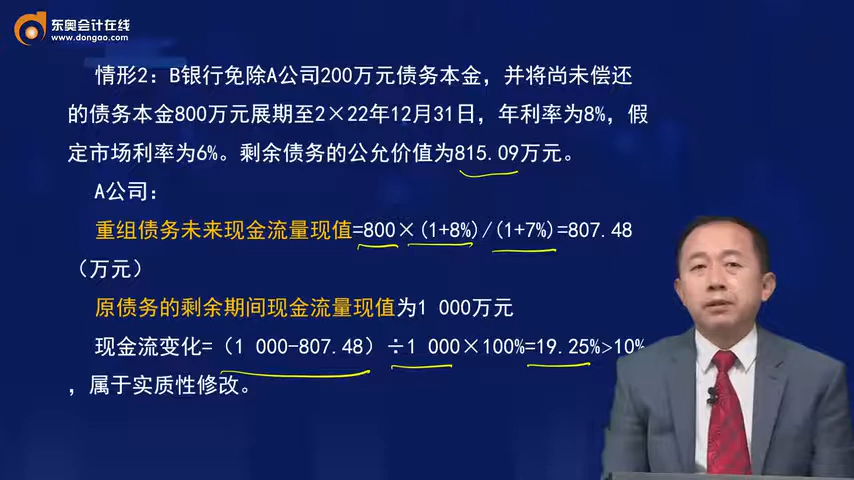 东奥会计在线
www.dongao.com
情形2：B银行免除A公司200万元债务本金，并将尚未偿还
的债务本金800万元展期至2×22年12月31日，年利率为8%，假
定市场利率为6%。剩余债务的公允价值为815.09万元。
A公司：
重组债务未来现金流量现值=800×(1+8%)/(1+7%)=807.48
（万元）
原债务的剩余期间现金流量现值为1 000万元
现金流变化=（1 000-807.48）÷1 000×100%=19.25%>10%
，属于实质性修改。